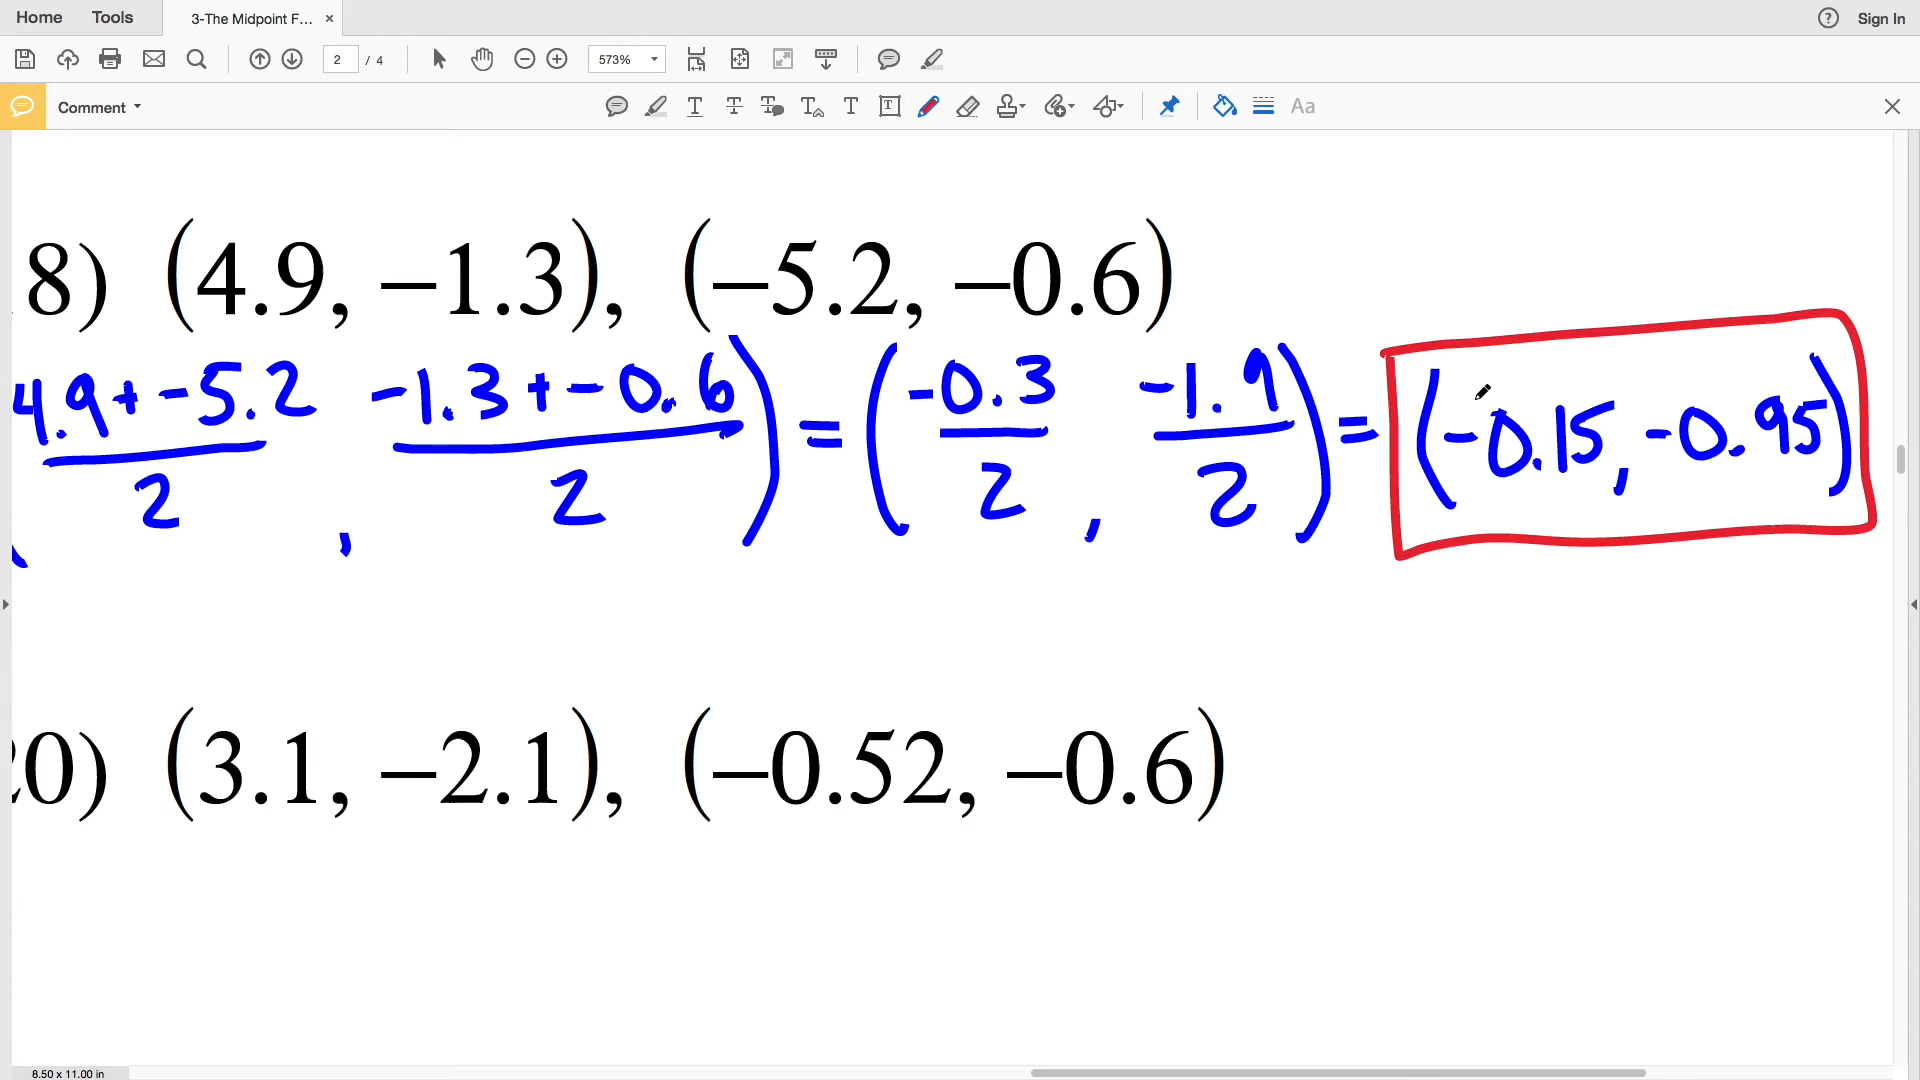 Home Tools 3-The Midpoint F... × ? Sign In
2 / 4 573%
Comment T T T T T T Aa
8) (4.9, −1.3), (−5.2, −0.6)
4.9 + -5.2 / 2 , -1.3 + -0.6 / 2 ) = ( -0.3 / 2 , -1.9 / 2 ) = (-0.15, -0.95)
20) (3.1, −2.1), (−0.52, −0.6)
8.50 x 11.00 in